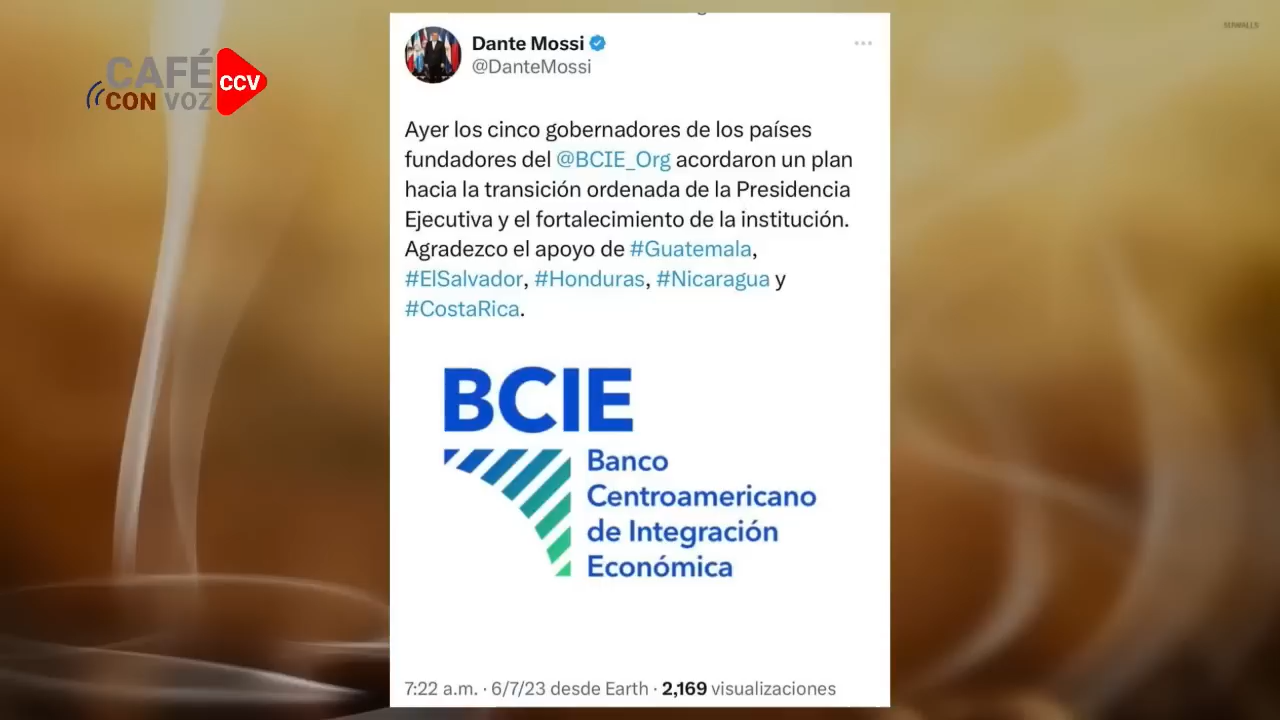 CAFÉ
CON VOZ
CCV
Dante Mossi
@DanteMossi
Ayer los cinco gobernadores de los países
fundadores del @BCIE_Org acordaron un plan
hacia la transición ordenada de la Presidencia
Ejecutiva y el fortalecimiento de la institución.
Agradezco el apoyo de #Guatemala,
#ElSalvador, #Honduras, #Nicaragua y
#CostaRica.
BCIE
Banco
Centroamericano
de Integración
Económica
7:22 a.m. · 6/7/23 desde Earth · 2,169 visualizaciones